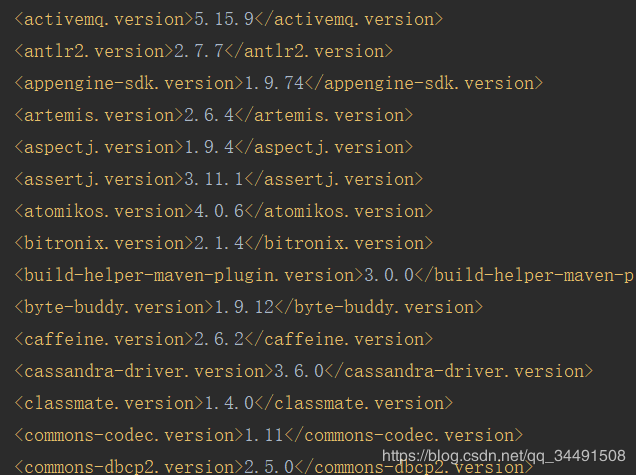 <activemq.version>5.15.9</activemq.version>
<antlr2.version>2.7.7</antlr2.version>
<appengine-sdk.version>1.9.74</appengine-sdk.version>
<artemis.version>2.6.4</artemis.version>
<aspectj.version>1.9.4</aspectj.version>
<assertj.version>3.11.1</assertj.version>
<atomikos.version>4.0.6</atomikos.version>
<bitronix.version>2.1.4</bitronix.version>
<build-helper-maven-plugin.version>3.0.0</build-helper-maven-p
<byte-buddy.version>1.9.12</byte-buddy.version>
<caffeine.version>2.6.2</caffeine.version>
<cassandra-driver.version>3.6.0</cassandra-driver.version>
<classmate.version>1.4.0</classmate.version>
<commons-codec.version>1.11</commons-codec.version>
https://blog.csdn.net/qq_34491508
<commons-dbcp2.version>2.5.0</commons-dbcp2.version>